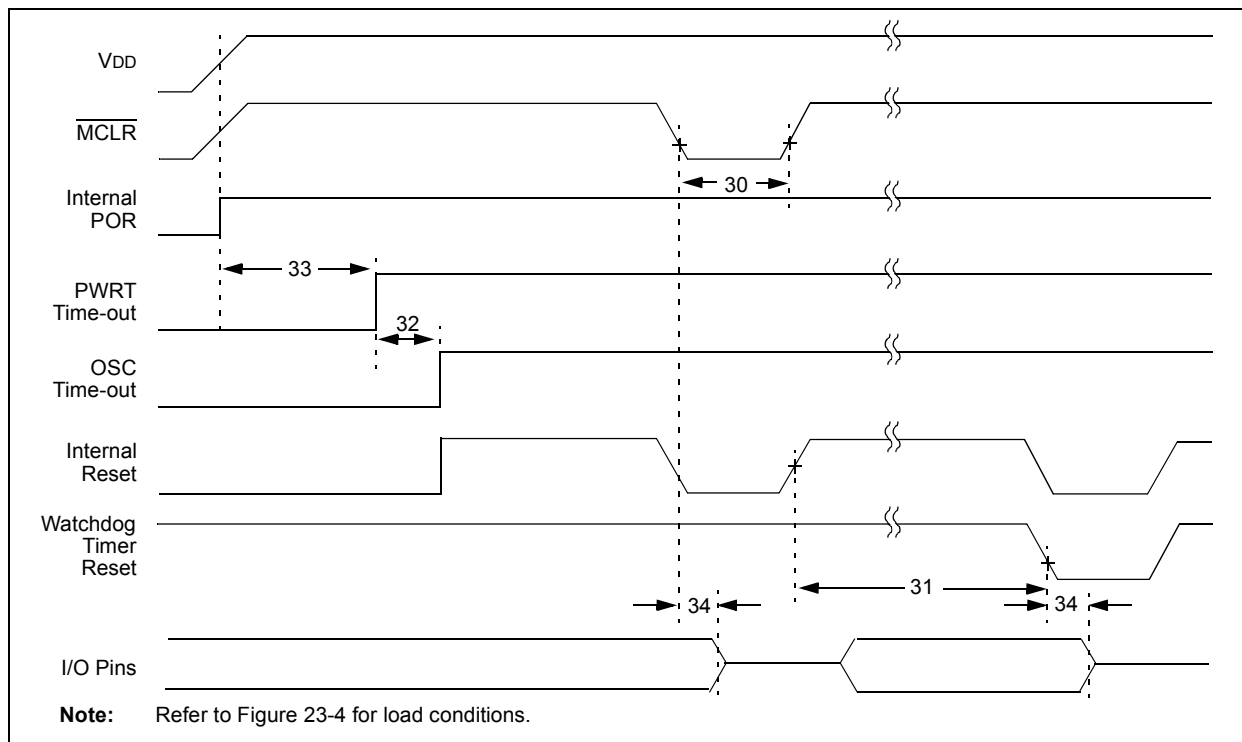 VDD
MCLR
30
Internal
POR
33
PWRT
Time-out
32
OSC
Time-out
Internal
Reset
Watchdog
Timer
Reset
31
34
34
I/O Pins
Note: Refer to Figure 23-4 for load conditions.